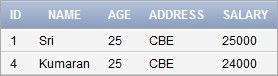 ID NAME AGE ADDRESS SALARY
1 Sri 25 CBE 25000
4 Kumaran 25 CBE 24000